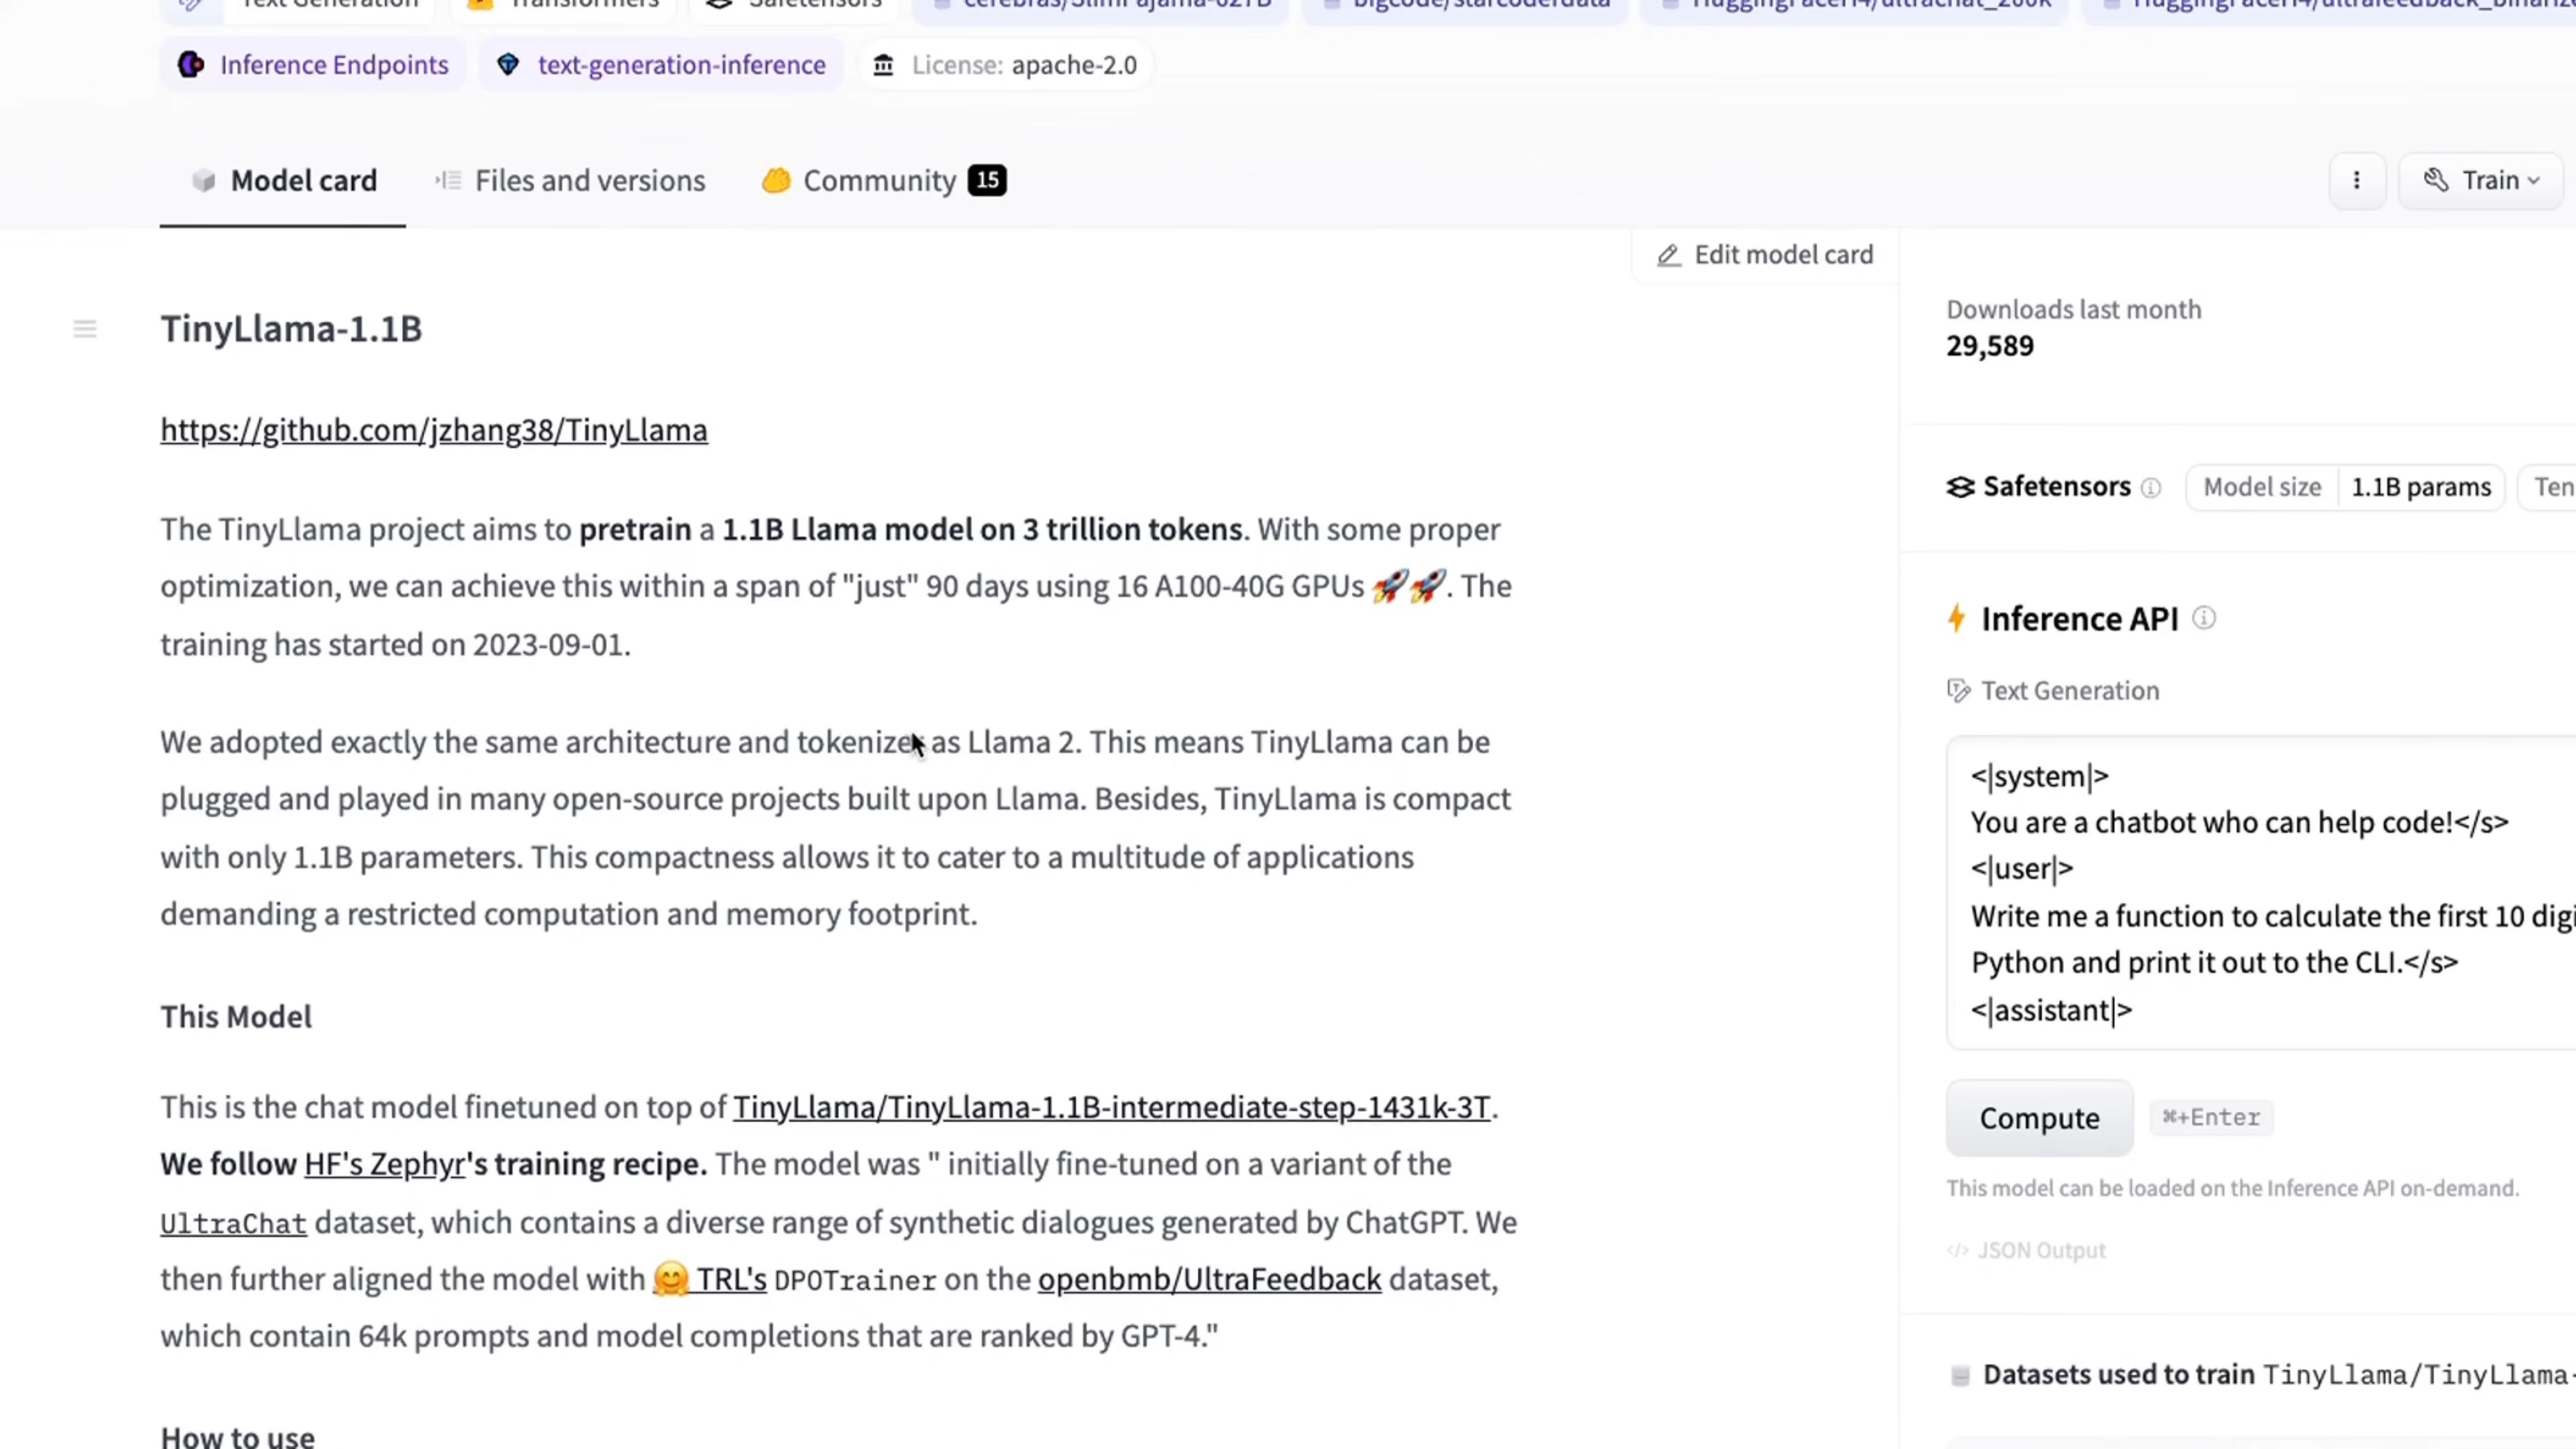 Text Generation Transformers Safetensors cerebras/SlimPajama-627B bigcode/starcoderdata HuggingFaceH4/ultrachat_200k
Inference Endpoints text-generation-inference License: apache-2.0
Model card Files and versions Community 15 Train
Edit model card
TinyLlama-1.1B
https://github.com/jzhang38/TinyLlama
The TinyLlama project aims to pretrain a 1.1B Llama model on 3 trillion tokens. With some proper
optimization, we can achieve this within a span of "just" 90 days using 16 A100-40G GPUs 🚀🚀. The
training has started on 2023-09-01.
We adopted exactly the same architecture and tokenizer as Llama 2. This means TinyLlama can be
plugged and played in many open-source projects built upon Llama. Besides, TinyLlama is compact
with only 1.1B parameters. This compactness allows it to cater to a multitude of applications
demanding a restricted computation and memory footprint.
This Model
This is the chat model finetuned on top of TinyLlama/TinyLlama-1.1B-intermediate-step-1431k-3T.
We follow HF's Zephyr's training recipe. The model was " initially fine-tuned on a variant of the
UltraChat dataset, which contains a diverse range of synthetic dialogues generated by ChatGPT. We
then further aligned the model with 🤗 TRL's DPOTrainer on the openbmb/UltraFeedback dataset,
which contain 64k prompts and model completions that are ranked by GPT-4."
How to use
Downloads last month
29,589
Safetensors Model size 1.1B params
Inference API
Text Generation
<|system|>
You are a chatbot who can help code!</s>
<|user|>
Write me a function to calculate the first 10
Python and print it out to the CLI.</s>
<|assistant|>
Compute ⌘+Enter
This model can be loaded on the Inference API on-demand.
</> JSON Output
Datasets used to train TinyLlama/TinyLlama-